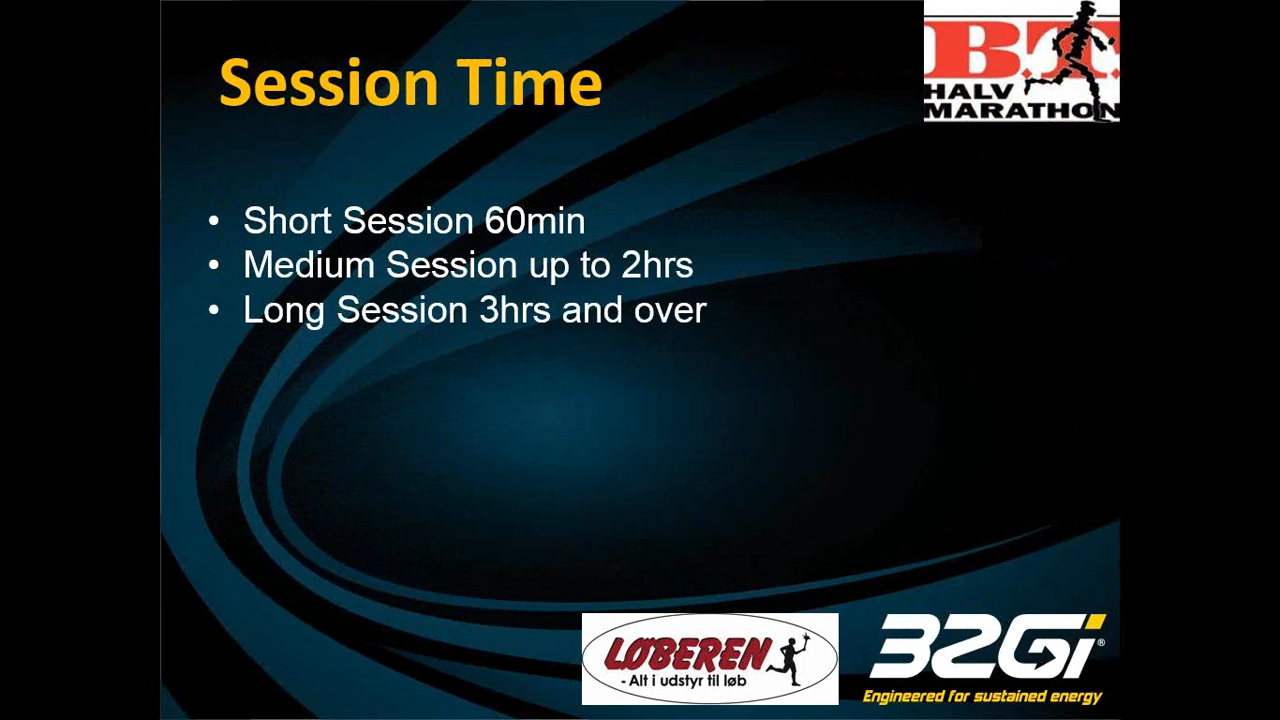 Session Time
B.T.
HALV
MARATHON
• Short Session 60min
• Medium Session up to 2hrs
• Long Session 3hrs and over
LØBEREN
- Alt i udstyr til løb
32Gi®
Engineered for sustained energy